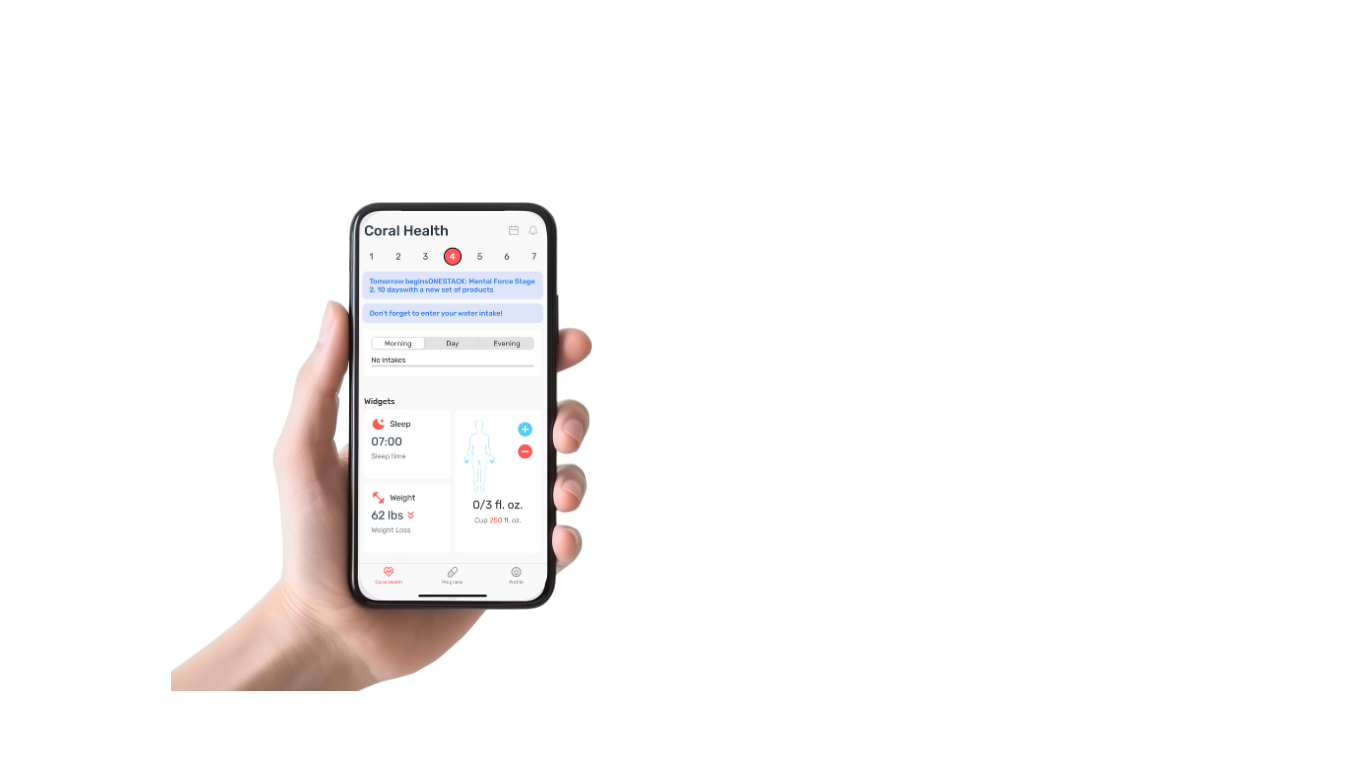 Coral Health
1 2 3 4 5 6 7
Tomorrow beginsONESTACK: Mental Force Stage
2. 10 dayswith a new set of products
Don't forget to enter your water intake!
Morning Day Evening
No intakes
Widgets
Sleep
07:00
Sleep time
Weight
62 lbs
Weight Loss
0/3 fl. oz.
Cup 250 fl. oz.
Coral Health Programs Profile